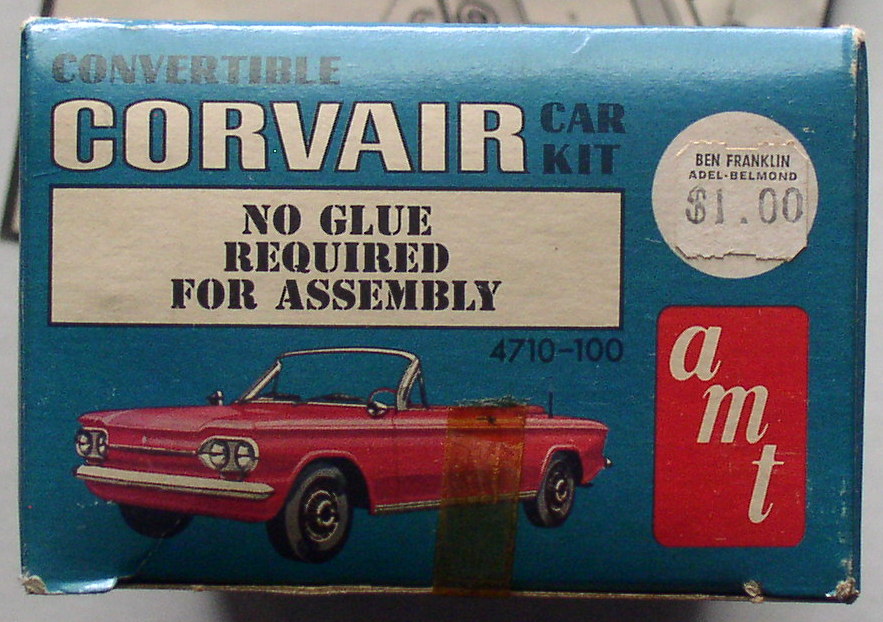 CONVERTIBLE
CORVAIR
CAR
KIT
BEN FRANKLIN
ADEL-BELMOND
$1.00
NO GLUE
REQUIRED
FOR ASSEMBLY
4710-100
amt